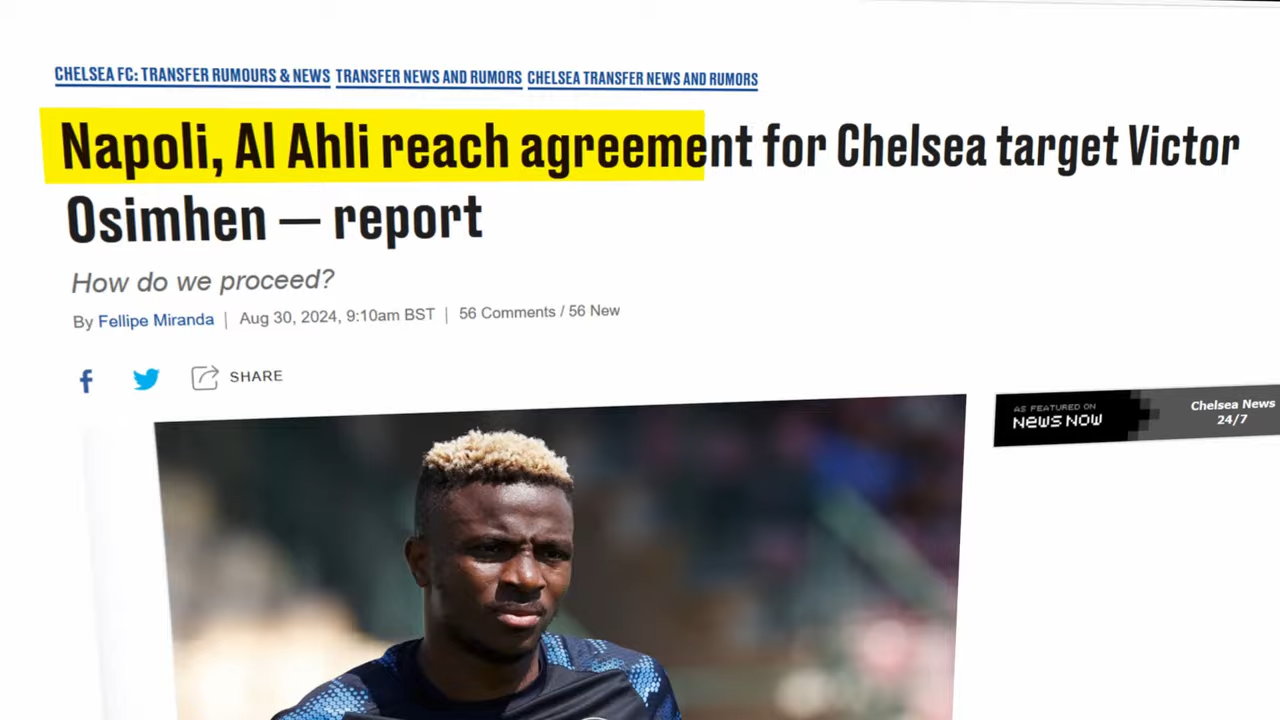 CHELSEA FC: TRANSFER RUMOURS & NEWS TRANSFER NEWS AND RUMORS CHELSEA TRANSFER NEWS AND RUMORS
Napoli, Al Ahli reach agreement for Chelsea target Victor
Osimhen — report
How do we proceed?
By Fellipe Miranda | Aug 30, 2024, 9:10am BST | 56 Comments / 56 New
SHARE
AS FEATURED ON
NEWS NOW
Chelsea News
24/7